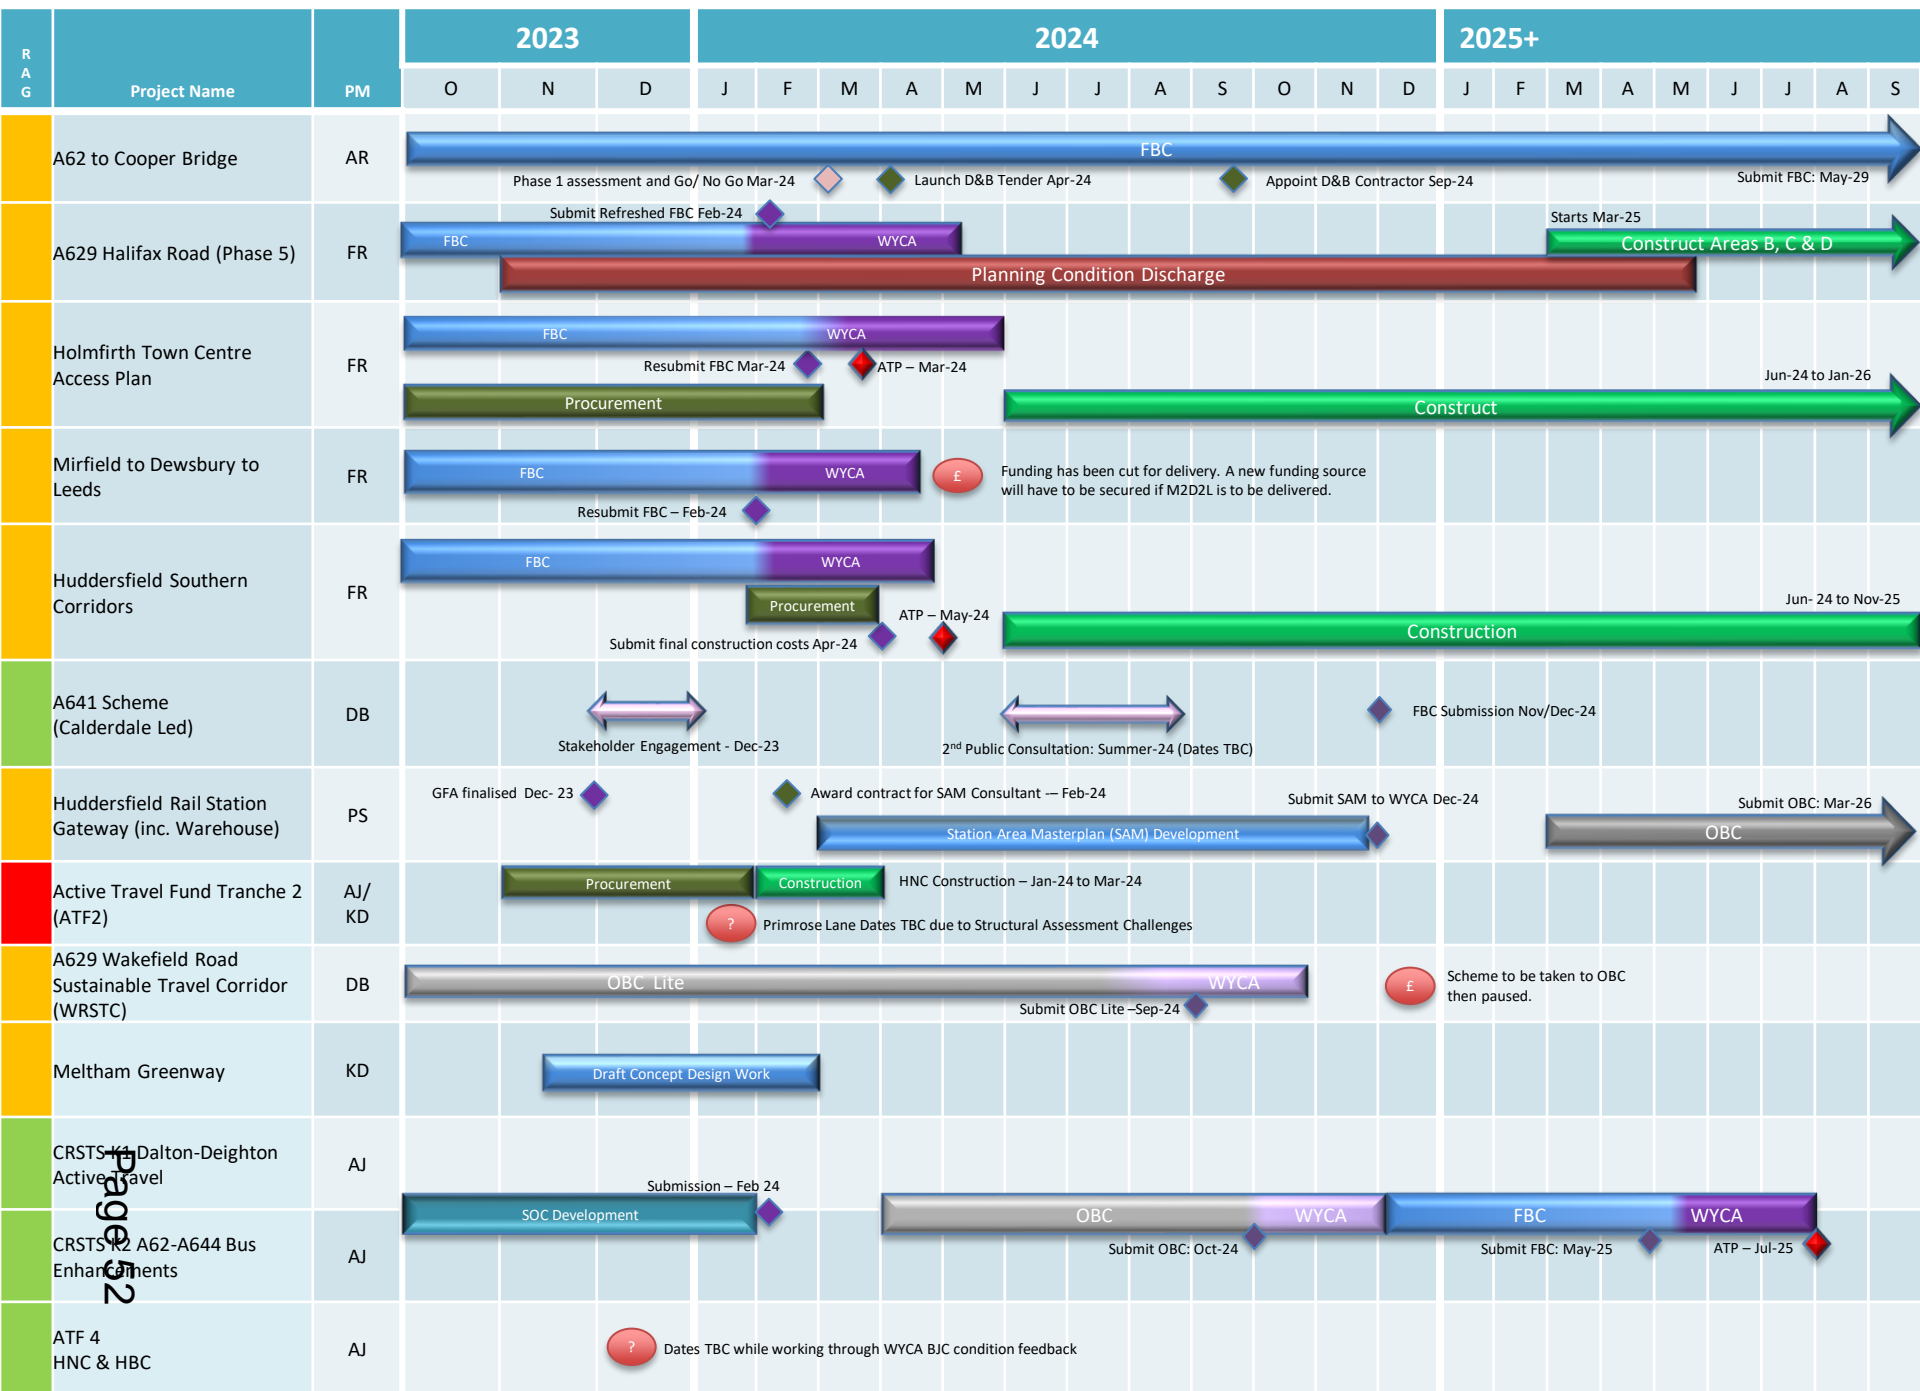 2023
2024
2025+
R
A
G
Project Name
PM
O N D J F M A M J J A S O N D J F M A M J J A S
A62 to Cooper Bridge
AR
FBC
Phase 1 assessment and Go/ No Go Mar-24
Launch D&B Tender Apr-24
Appoint D&B Contractor Sep-24
Submit FBC: May-29
A629 Halifax Road (Phase 5)
FR
Submit Refreshed FBC Feb-24
FBC
WYCA
Starts Mar-25
Construct Areas B, C & D
Planning Condition Discharge
Holmfirth Town Centre
Access Plan
FR
FBC
WYCA
Resubmit FBC Mar-24
ATP – Mar-24
Procurement
Jun-24 to Jan-26
Construct
Mirfield to Dewsbury to
Leeds
FR
FBC
WYCA
£
Funding has been cut for delivery. A new funding source
will have to be secured if M2D2L is to be delivered.
Resubmit FBC – Feb-24
Huddersfield Southern
Corridors
FR
FBC
WYCA
Procurement
ATP – May-24
Submit final construction costs Apr-24
Jun- 24 to Nov-25
Construction
A641 Scheme
(Calderdale Led)
DB
Stakeholder Engagement - Dec-23
2nd Public Consultation: Summer-24 (Dates TBC)
FBC Submission Nov/Dec-24
Huddersfield Rail Station
Gateway (inc. Warehouse)
PS
GFA finalised Dec- 23
Award contract for SAM Consultant -– Feb-24
Submit SAM to WYCA Dec-24
Station Area Masterplan (SAM) Development
Submit OBC: Mar-26
OBC
Active Travel Fund Tranche 2
(ATF2)
AJ/
KD
Procurement
Construction
HNC Construction – Jan-24 to Mar-24
?
Primrose Lane Dates TBC due to Structural Assessment Challenges
A629 Wakefield Road
Sustainable Travel Corridor
(WRSTC)
DB
OBC Lite
WYCA
Submit OBC Lite –Sep-24
£
Scheme to be taken to OBC
then paused.
Meltham Greenway
KD
Draft Concept Design Work
CRSTS K1 Dalton-Deighton
Active Travel
AJ
Submission – Feb 24
SOC Development
OBC
WYCA
FBC
WYCA
Submit OBC: Oct-24
Submit FBC: May-25
ATP – Jul-25
CRSTS K2 A62-A644 Bus
Enhancements
AJ
Page 52
ATF 4
HNC & HBC
AJ
?
Dates TBC while working through WYCA BJC condition feedback